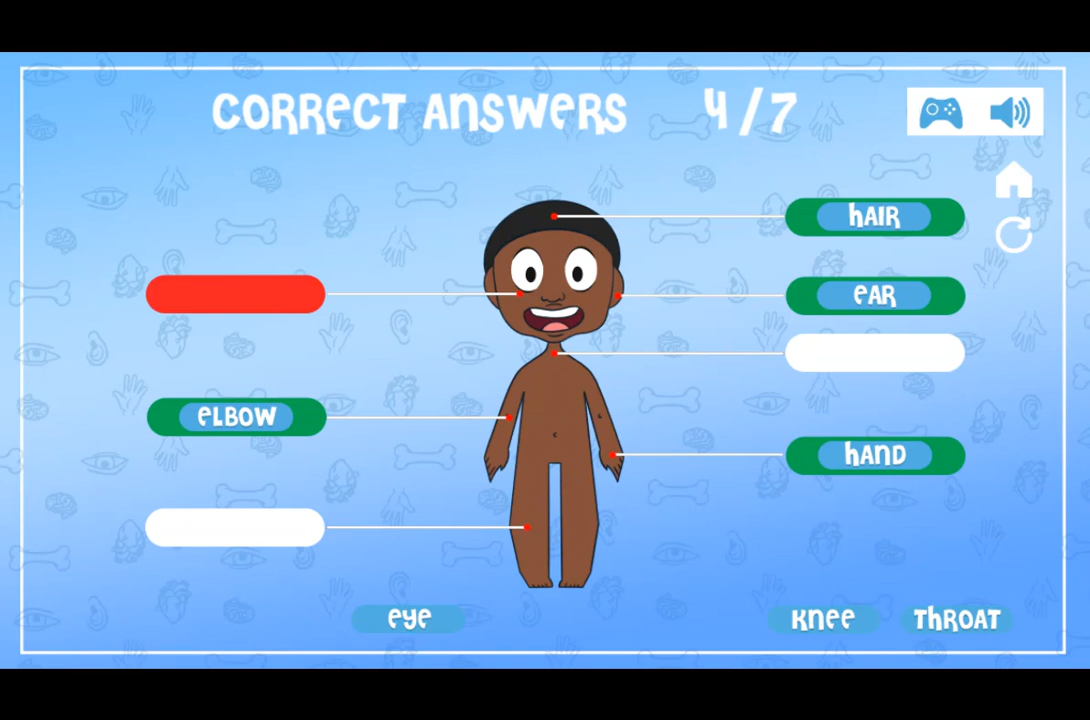 CORRECT ANSWERS 4/7
HAIR
EAR
ELBOW
HAND
EYE
KNEE
THROAT